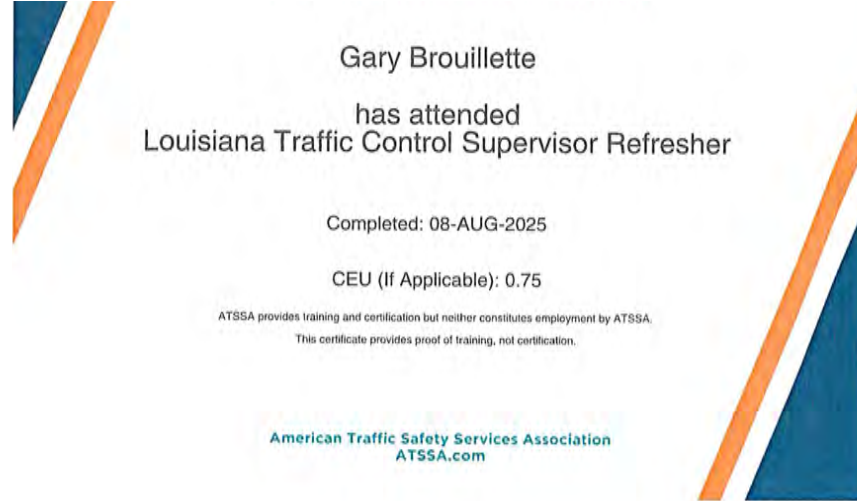 Gary Brouillette
has attended
Louisiana Traffic Control Supervisor Refresher
Completed: 08-AUG-2025
CEU (If Applicable): 0.75
ATSSA provides training and certification but neither constitutes employment by ATSSA.
This certificate provides proof of training, not certification.
American Traffic Safety Services Association
ATSSA.com